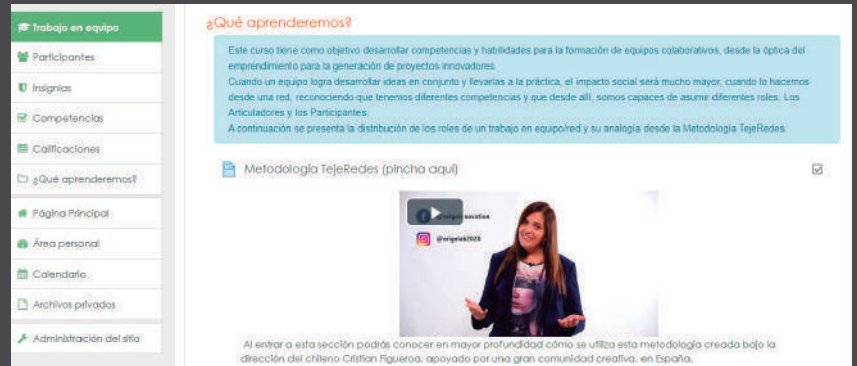 Trabajo en equipo
Participantes
Insignias
Competencias
Calificaciones
¿Qué aprenderemos?
Página Principal
Área personal
Calendario
Archivos privados
Administración del sitio
¿Qué aprenderemos?
Este curso tiene como objetivo desarrollar competencias y habilidades para la formación de equipos colaborativos, desde la óptica del
emprendimiento para la generación de proyectos innovadores.
Cuando un equipo logra desarrollar ideas en conjunto y llevarlas a la práctica, el impacto social será mucho mayor, cuando lo hacemos
desde una red, reconociendo que tenemos diferentes competencias y que desde allí, somos capaces de asumir diferentes roles: Los
Articuladores y los Participantes.
A continuación se presenta la distribución de los roles de un trabajo en equipo/red y su analogía desde la Metodología TejeRedes.
Metodología TejeRedes (pincha aquí)
@origelab2020
Al entrar a esta sección podrás conocer en mayor profundidad cómo se utiliza esta metodología creada bajo la
dirección del chileno Cristian Figueroa, apoyado por una gran comunidad creativa, en España.